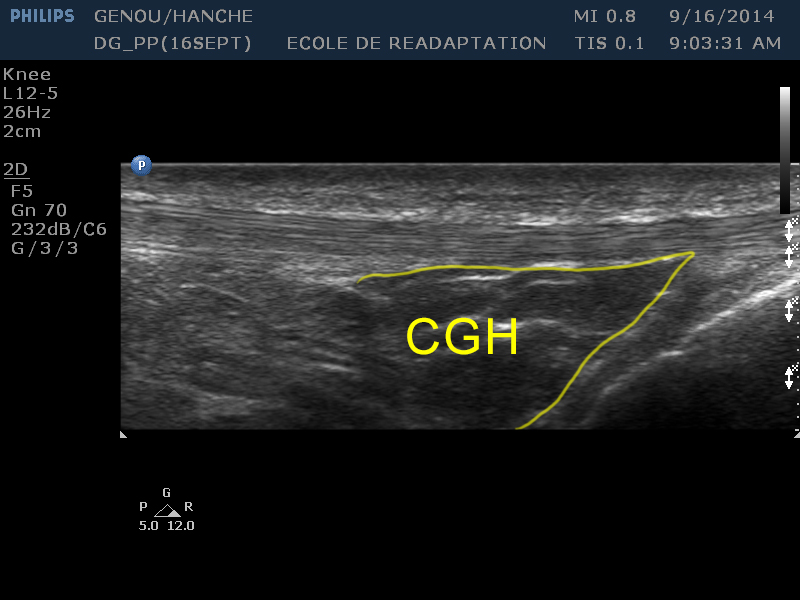 PHILIPS GENOU/HANCHE MI 0.8 9/16/2014
DG_PP(16SEPT) ECOLE DE READAPTATION TIS 0.1 9:03:31 AM
Knee
L12-5
26Hz
2cm
2D
F5
Gn 70
232dB/C6
G/3/3
P
CGH
G
P R
5.0 12.0